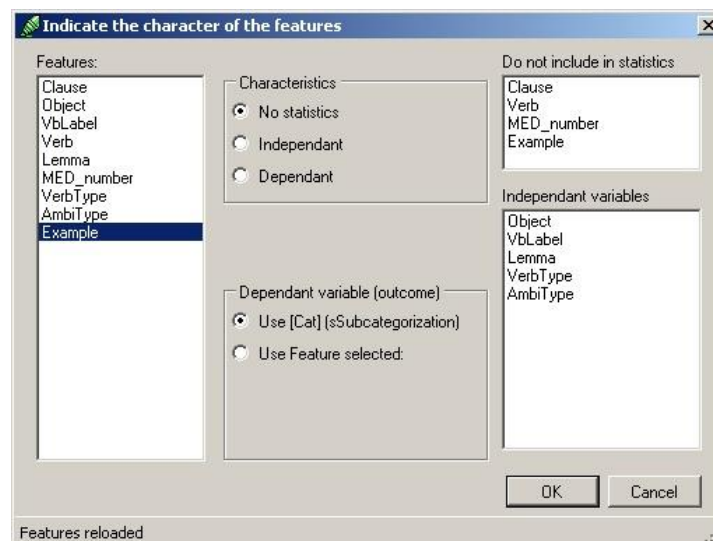 Indicate the character of the features
Features:
Clause
Object
VbLabel
Verb
Lemma
MED_number
VerbType
AmbiType
Example
Characteristics
No statistics
Independant
Dependant
Dependant variable (outcome)
Use [Cat] (sSubcategorization)
Use Feature selected:
Do not include in statistics
Clause
Verb
MED_number
Example
Independant variables
Object
VbLabel
Lemma
VerbType
AmbiType
OK
Cancel
Features reloaded